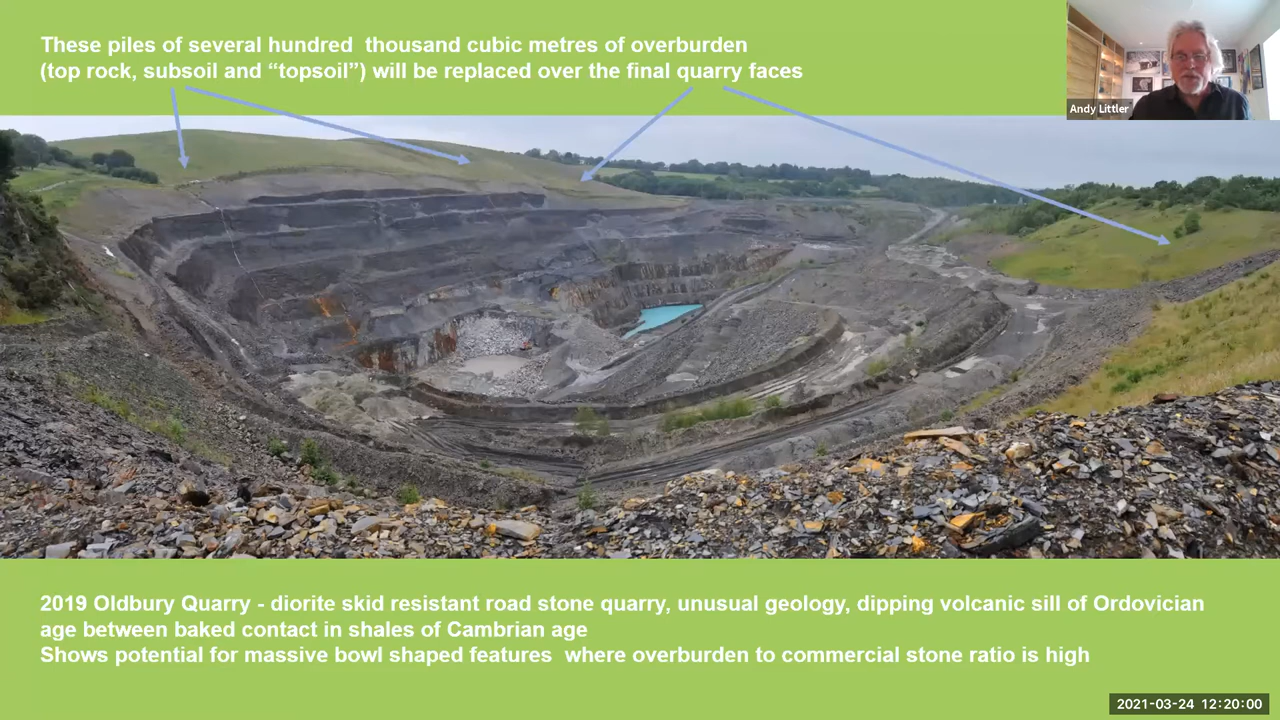 These piles of several hundred  thousand cubic metres of overburden
(top rock, subsoil and “topsoil”) will be replaced over the final quarry faces
Andy Littler
2019 Oldbury Quarry - diorite skid resistant road stone quarry, unusual geology, dipping volcanic sill of Ordovician
age between baked contact in shales of Cambrian age
Shows potential for massive bowl shaped features  where overburden to commercial stone ratio is high
2021-03-24 12:20:00